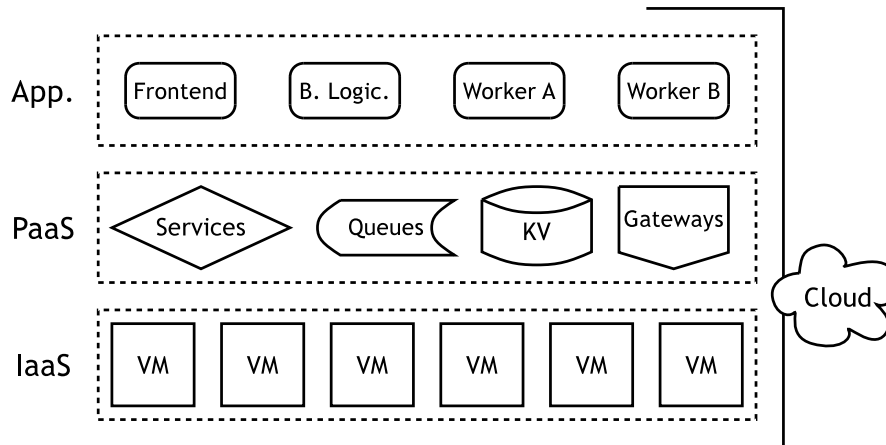 App.
Frontend
B. Logic.
Worker A
Worker B
PaaS
Services
Queues
KV
Gateways
Cloud
IaaS
VM
VM
VM
VM
VM
VM